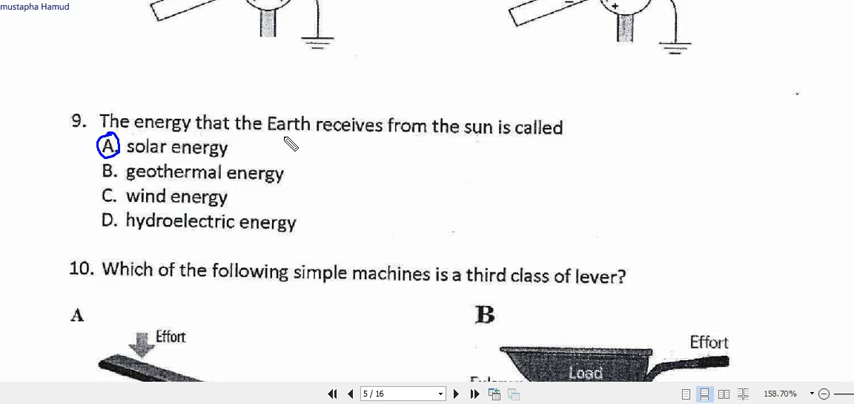 mustapha Hamud
9. The energy that the Earth receives from the sun is called
A. solar energy
B. geothermal energy
C. wind energy
D. hydroelectric energy
10. Which of the following simple machines is a third class of lever?
A
B
Effort
Effort
Load
5 / 16
158.70%